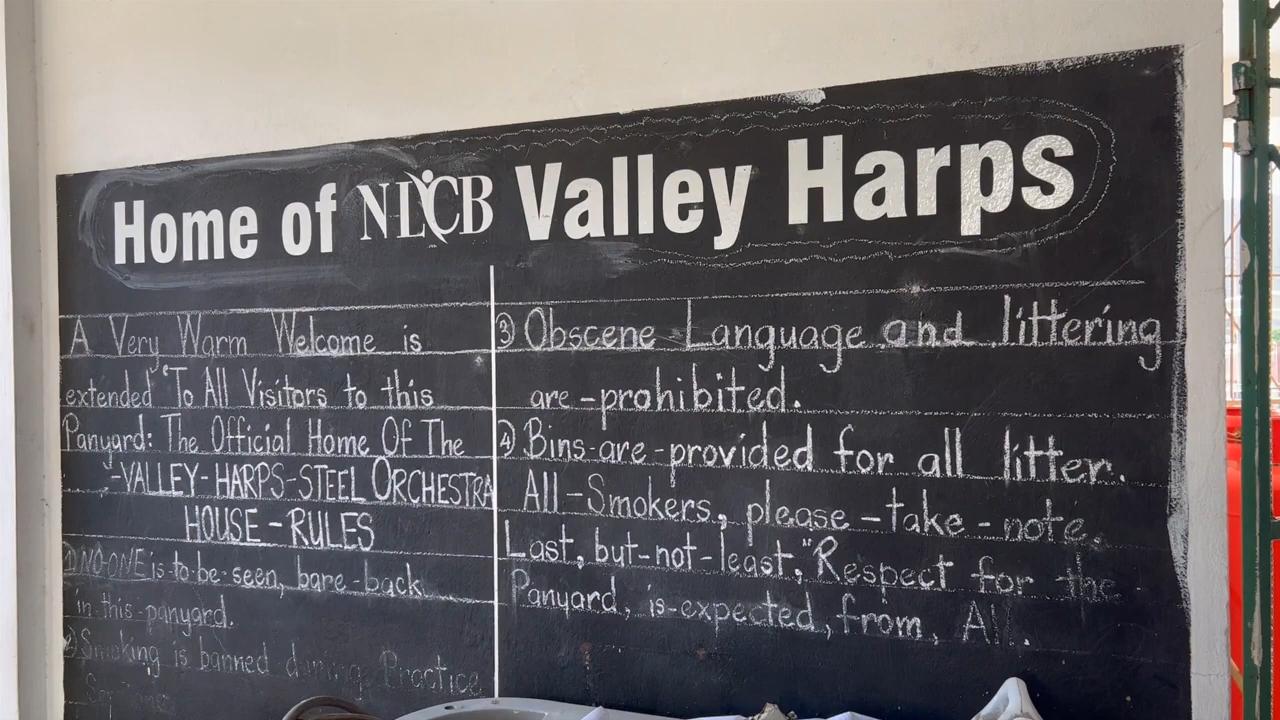 Home of NLCB Valley Harps
A Very Warm Welcome is
extended To All Visitors to this
Panyard: The Official Home Of The
-VALLEY-HARPS-STEEL ORCHESTRA
HOUSE-RULES
① NO-ONE is-to-be-seen, bare-back
in this-panyard.
② Smoking is banned during Practice
③ Obscene Language and littering
are-prohibited.
④ Bins-are-provided for all litter.
All-Smokers, please-take-note.
Last, but-not-least, "Respect for the
Panyard, is-expected, from, All.